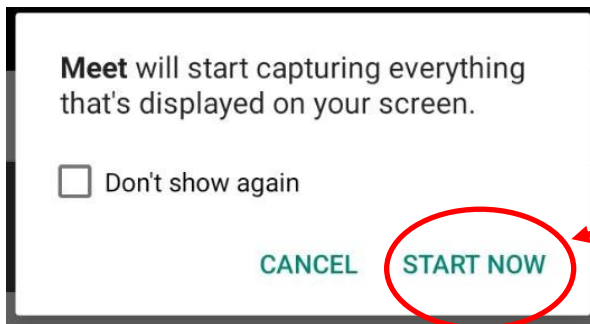 Meet will start capturing everything
that's displayed on your screen.
Don't show again
CANCEL START NOW